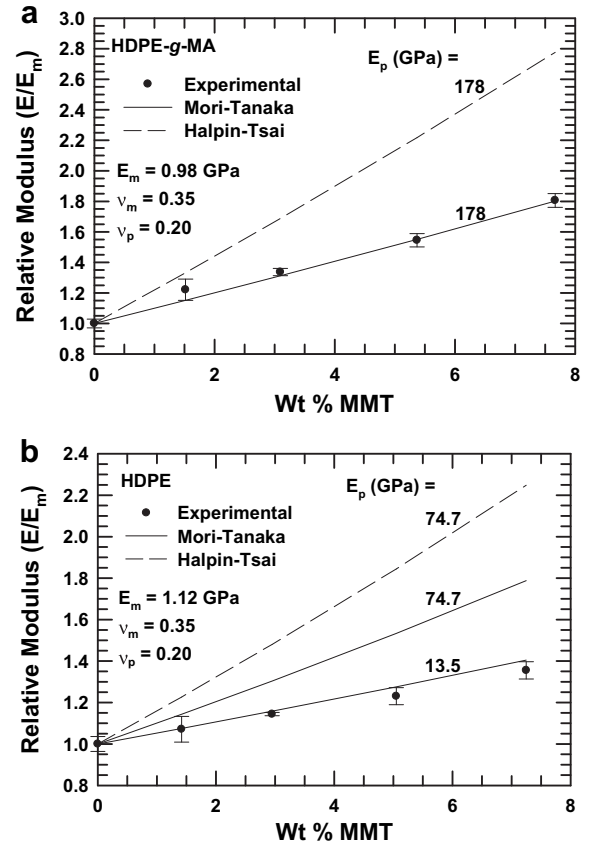 a
HDPE-g-MA
E_p (GPa) =
Experimental
Mori-Tanaka
Halpin-Tsai
178
178
E_m = 0.98 GPa
ν_m = 0.35
ν_p = 0.20
Relative Modulus (E/E_m)
3.0
2.8
2.6
2.4
2.2
2.0
1.8
1.6
1.4
1.2
1.0
0.8
0 2 4 6 8
Wt % MMT
b
HDPE
E_p (GPa) =
Experimental
Mori-Tanaka
Halpin-Tsai
74.7
74.7
13.5
E_m = 1.12 GPa
ν_m = 0.35
ν_p = 0.20
Relative Modulus (E/E_m)
2.4
2.2
2.0
1.8
1.6
1.4
1.2
1.0
0.8
0 2 4 6 8
Wt % MMT